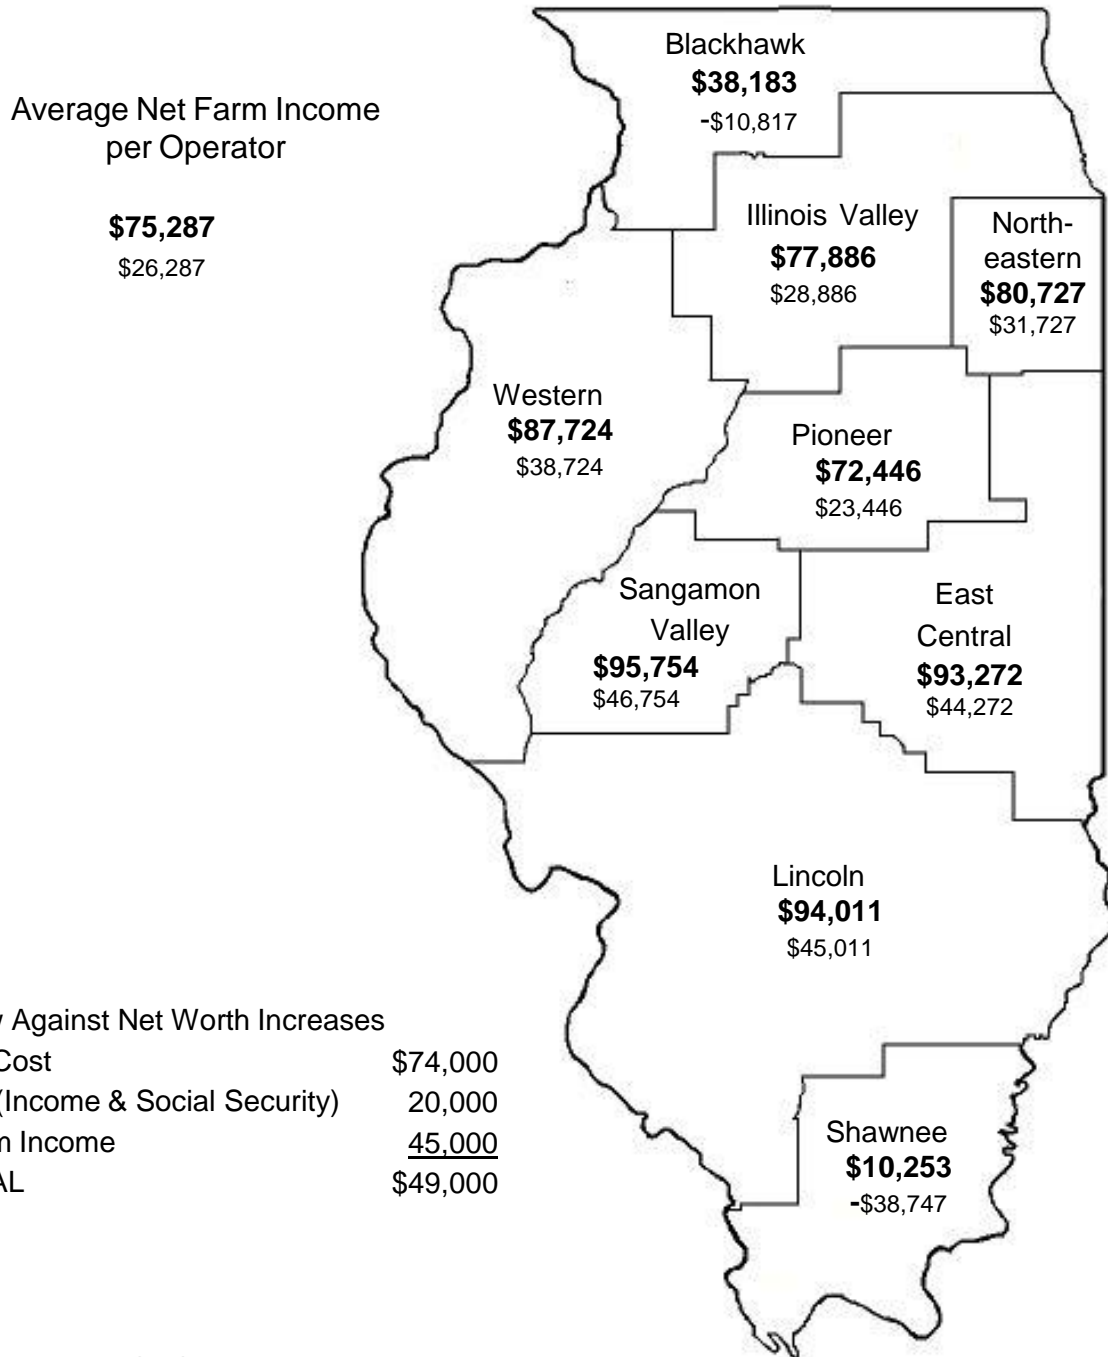 Average Net Farm Income
per Operator
$75,287
$26,287
Blackhawk
$38,183
-$10,817
Illinois Valley
$77,886
$28,886
North-
eastern
$80,727
$31,727
Western
$87,724
$38,724
Pioneer
$72,446
$23,446
Sangamon
Valley
$95,754
$46,754
East
Central
$93,272
$44,272
Lincoln
$94,011
$45,011
Shawnee
$10,253
-$38,747
Against Net Worth Increases
Cost $74,000
(Income & Social Security) 20,000
Income 45,000
$49,000